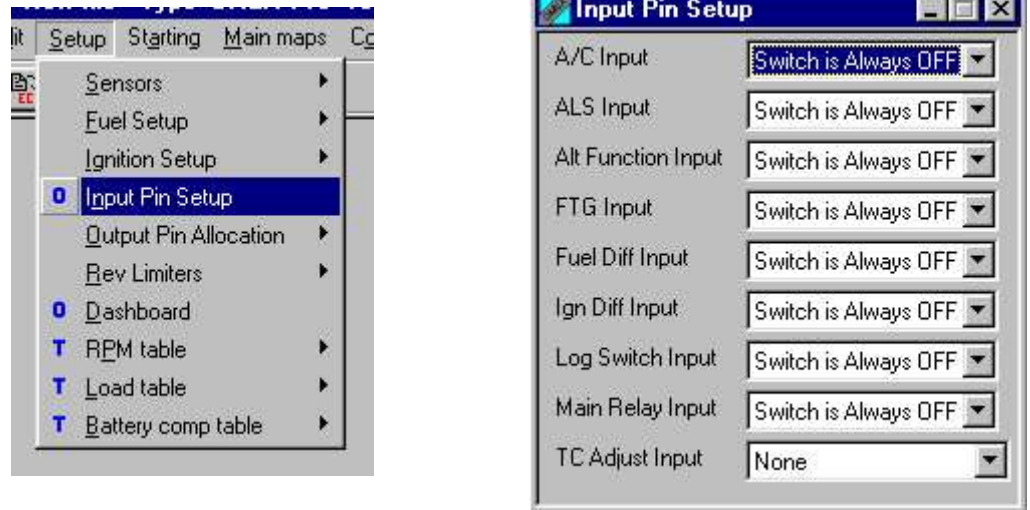 Setup Starting Main maps
Sensors
Fuel Setup
Ignition Setup
O Input Pin Setup
Output Pin Allocation
Rev Limiters
O Dashboard
T RPM table
T Load table
T Battery comp table
Input Pin Setup
A/C Input Switch is Always OFF
ALS Input Switch is Always OFF
Alt Function Input Switch is Always OFF
FTG Input Switch is Always OFF
Fuel Diff Input Switch is Always OFF
Ign Diff Input Switch is Always OFF
Log Switch Input Switch is Always OFF
Main Relay Input Switch is Always OFF
TC Adjust Input None